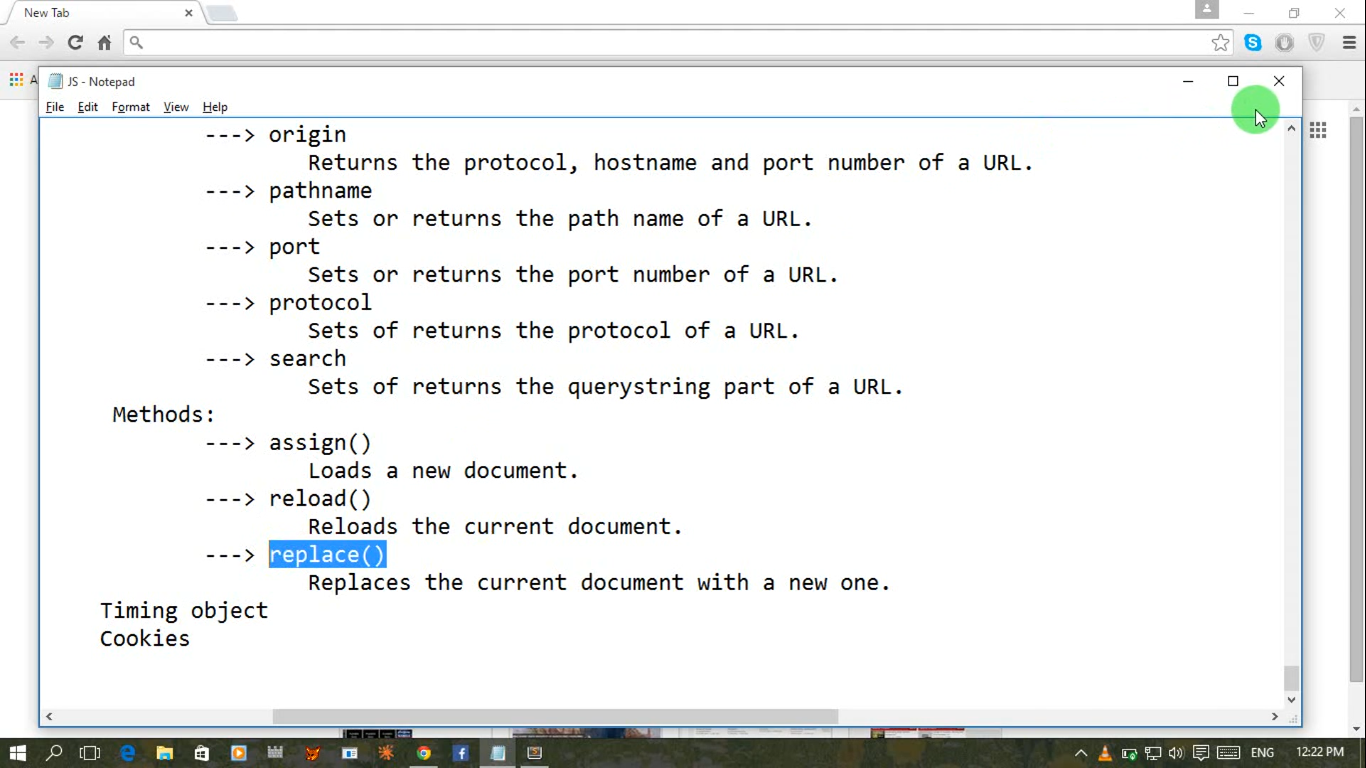 New Tab
A
JS - Notepad
File Edit Format View Help
---> origin
Returns the protocol, hostname and port number of a URL.
---> pathname
Sets or returns the path name of a URL.
---> port
Sets or returns the port number of a URL.
---> protocol
Sets of returns the protocol of a URL.
---> search
Sets of returns the querystring part of a URL.
Methods:
---> assign()
Loads a new document.
---> reload()
Reloads the current document.
---> replace()
Replaces the current document with a new one.
Timing object
Cookies
ENG 12:22 PM